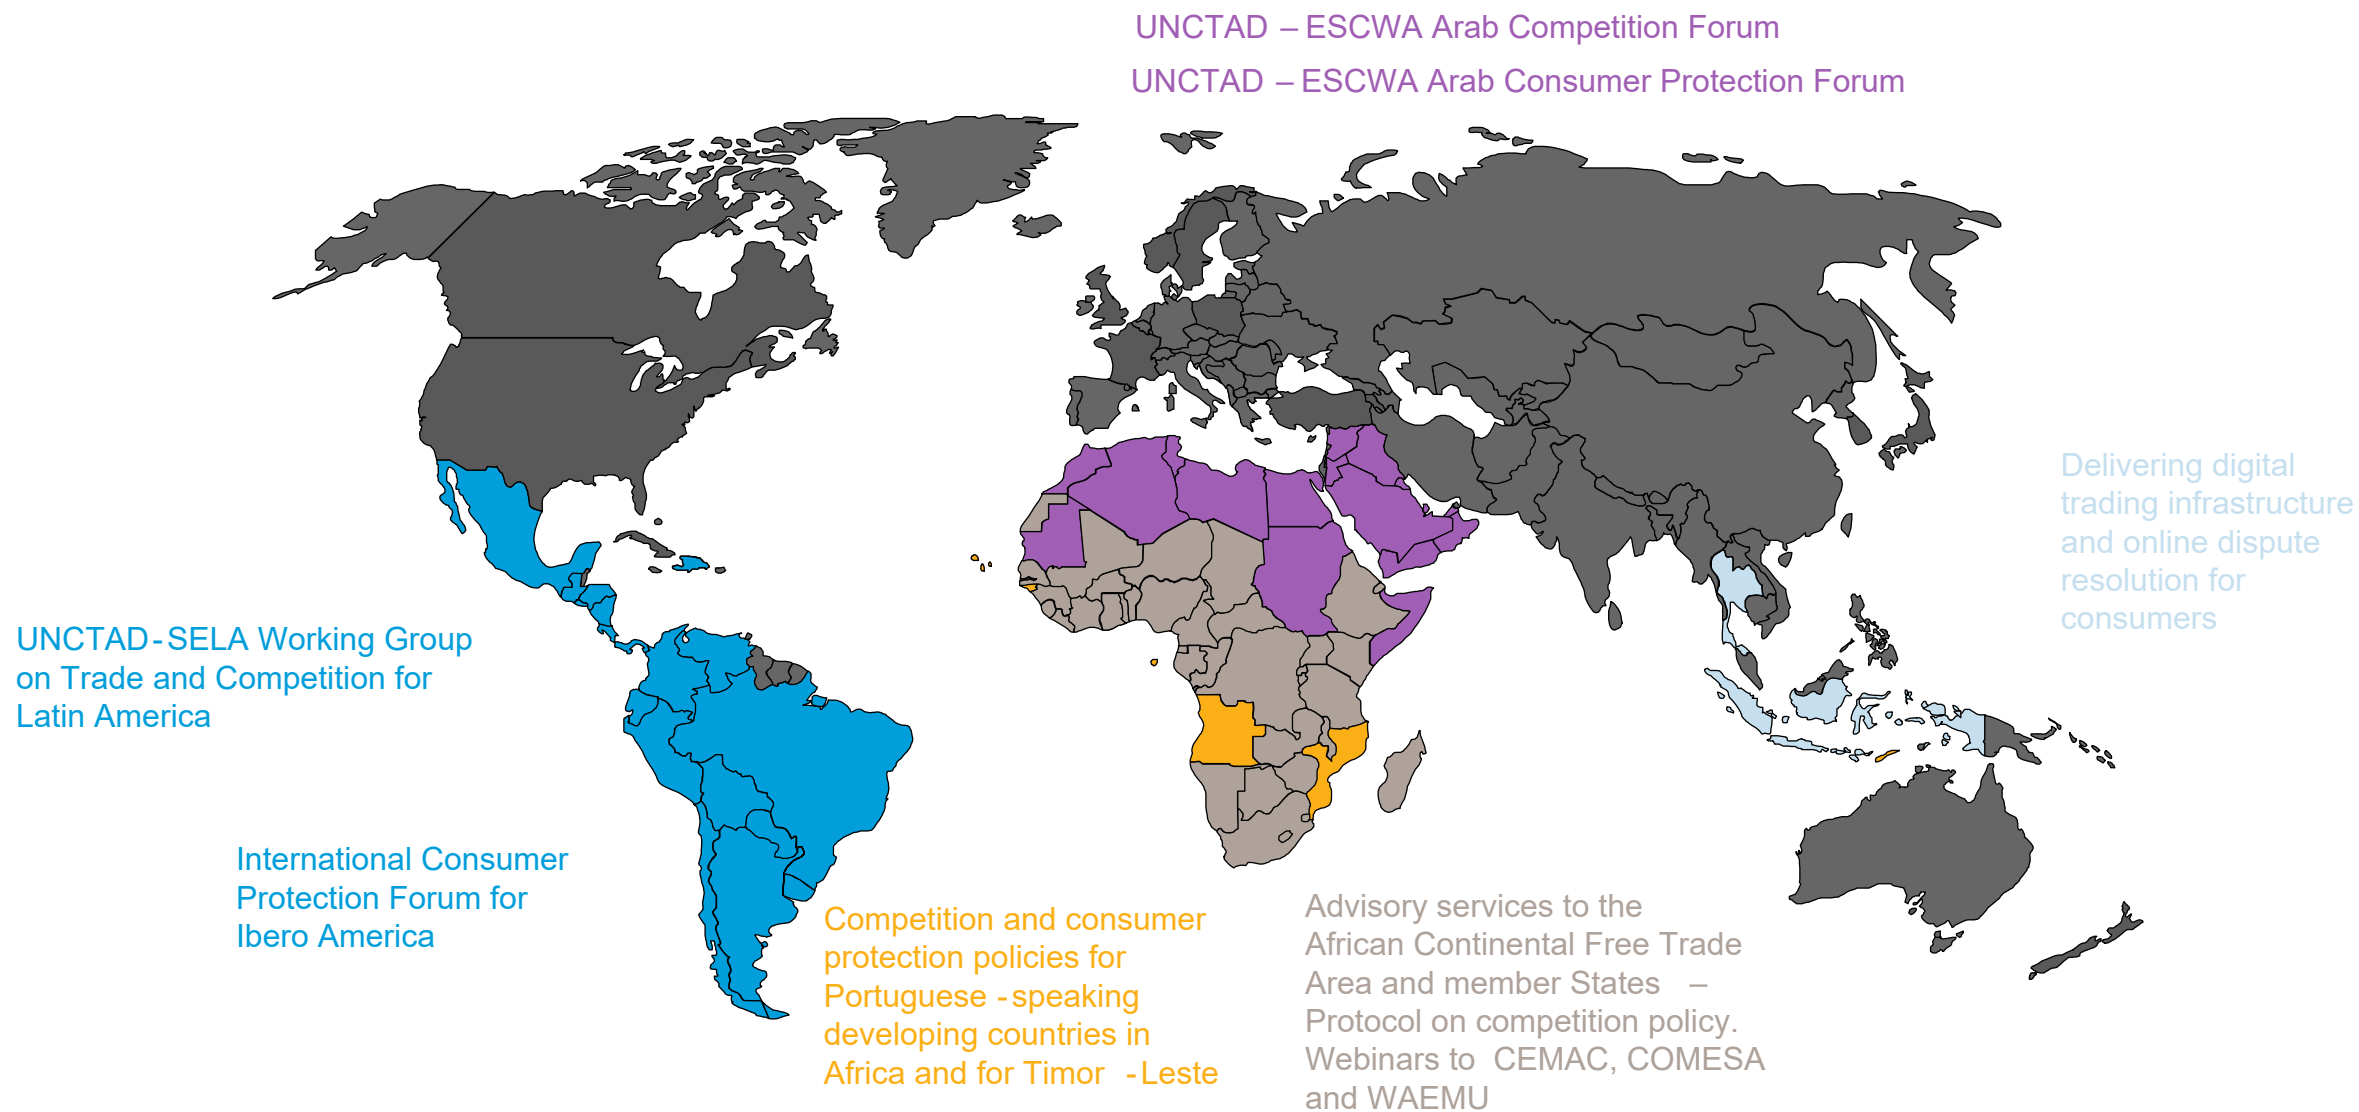 UNCTAD – ESCWA Arab Competition Forum
UNCTAD – ESCWA Arab Consumer Protection Forum
Delivering digital
trading infrastructure
and online dispute
resolution for
consumers
UNCTAD-SELA Working Group
on Trade and Competition for
Latin America
International Consumer
Protection Forum for
Ibero America
Competition and consumer
protection policies for
Portuguese -speaking
developing countries in
Africa and for Timor -Leste
Advisory services to the
African Continental Free Trade
Area and member States –
Protocol on competition policy.
Webinars to CEMAC, COMESA
and WAEMU